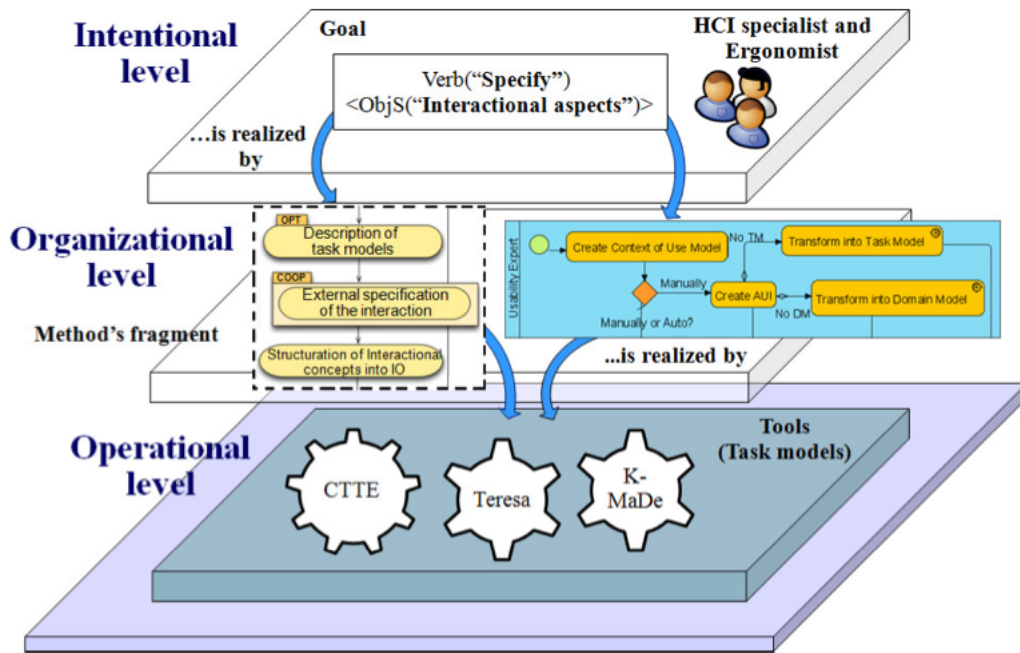 Intentional
level
Goal
HCI specialist and
Ergonomist
Verb(“Specify”)
<ObjS(“Interactional aspects”)>
…is realized
by
Organizational
level
Method’s fragment
OPT
Description of
task models
COOP
External specification
of the interaction
Structuration of Interactional
concepts into IO
Usability Expert
Create Context of Use Model
No TM
Transform into Task Model
Manually
Create AUI
Transform into Domain Model
No DM
Manually or Auto?
...is realized by
Operational
level
Tools
(Task models)
CTTE
Teresa
K-
MaDe